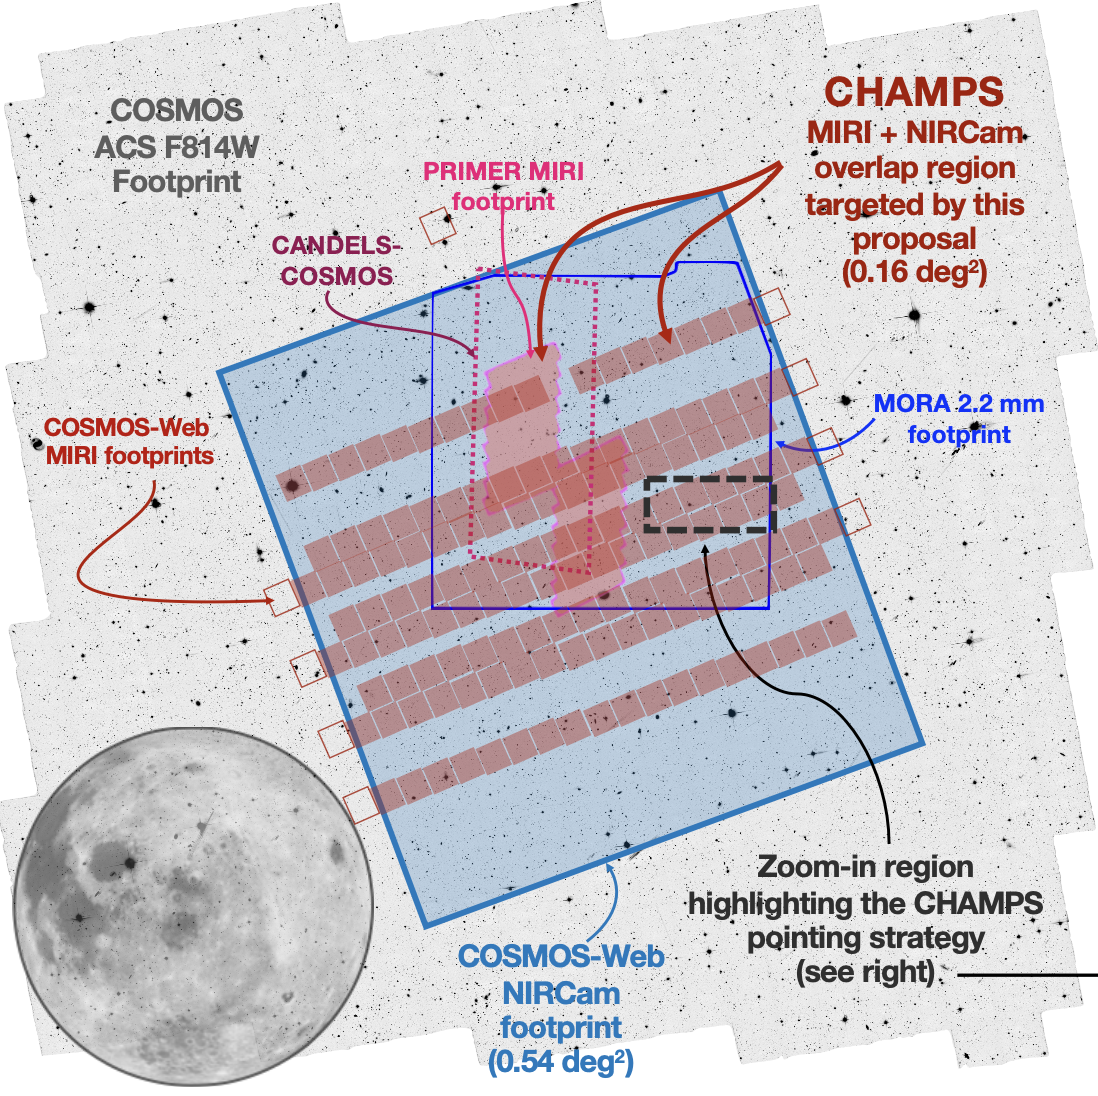 COSMOS
ACS F814W
Footprint
CHAMPS
MIRI + NIRCam
overlap region
targeted by this
proposal
(0.16 deg²)
PRIMER MIRI
footprint
CANDELS-
COSMOS
COSMOS-Web
MIRI footprints
MORA 2.2 mm
footprint
Zoom-in region
highlighting the CHAMPS
pointing strategy
(see right)
COSMOS-Web
NIRCam
footprint
(0.54 deg²)